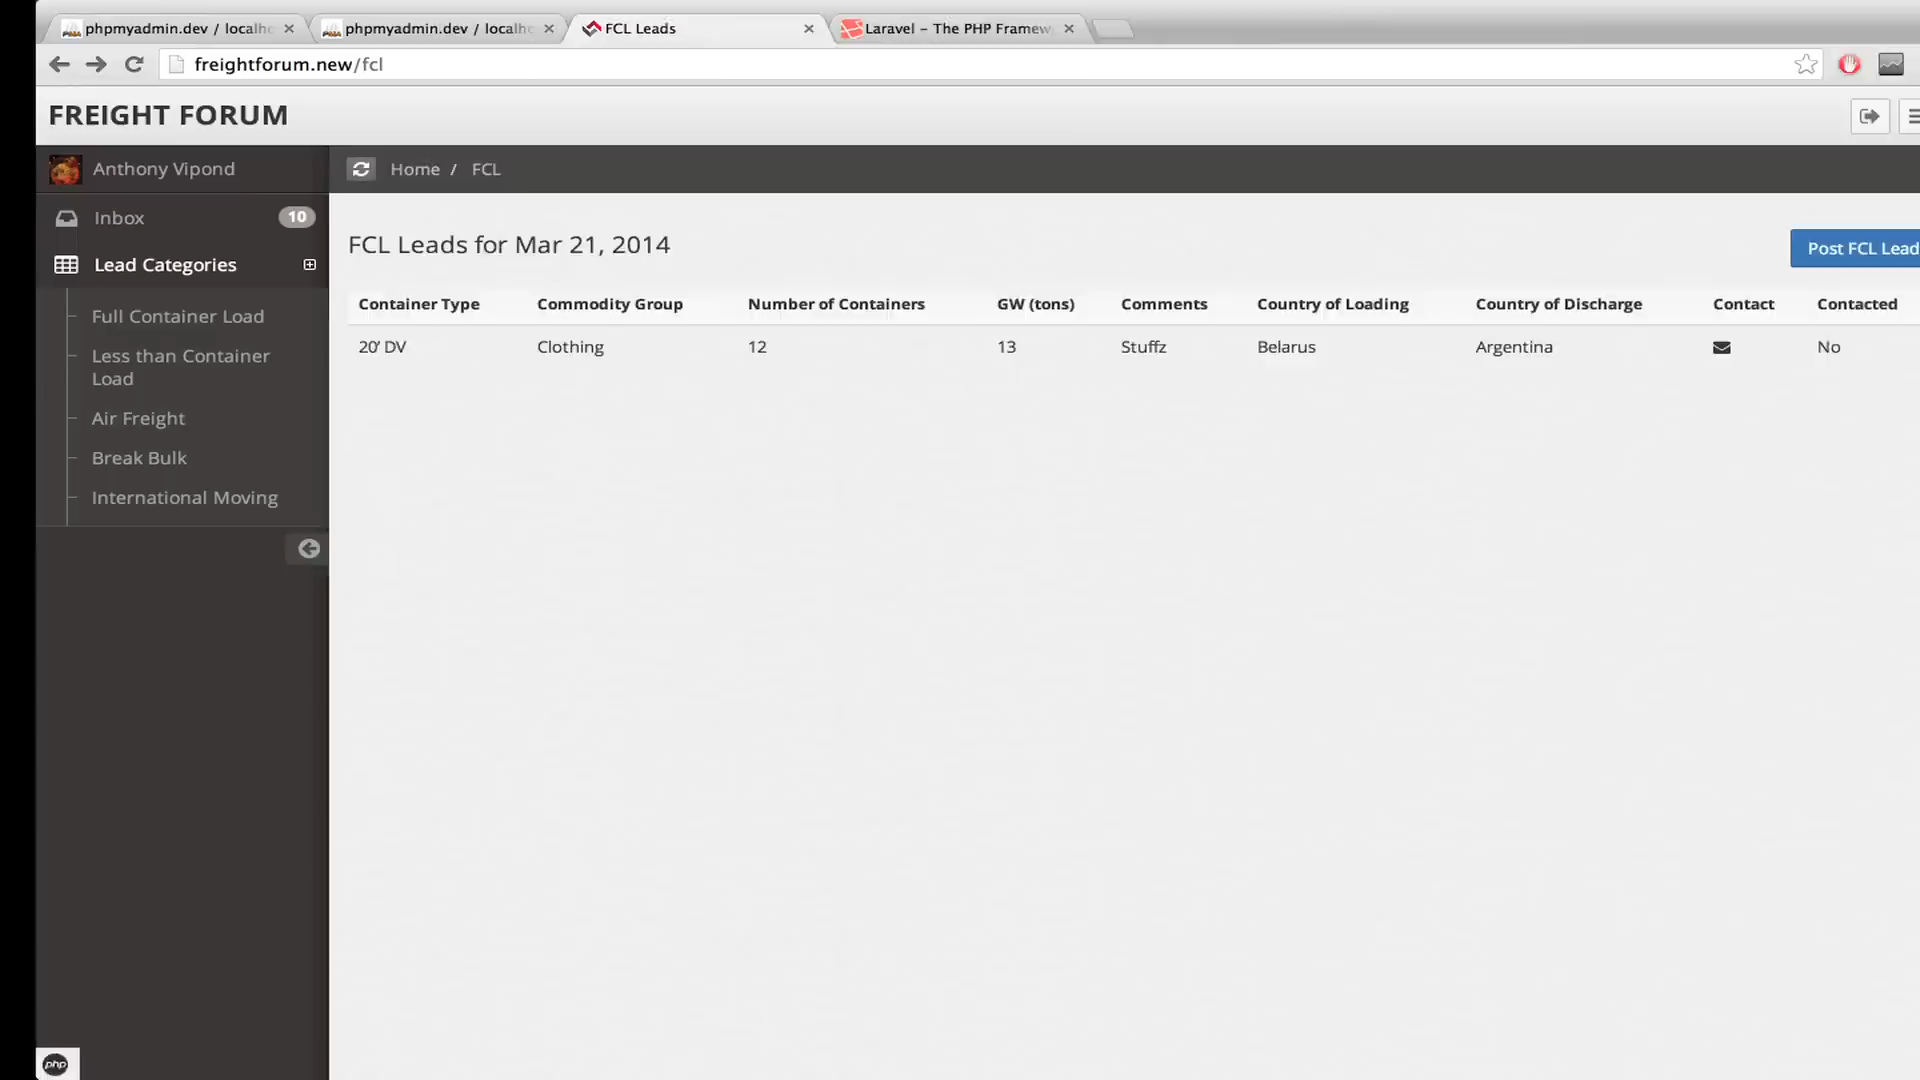 phpmyadmin.dev / localhc
phpmyadmin.dev / localhc
FCL Leads
Laravel – The PHP Framew
freightforum.new/fcl
FREIGHT FORUM
Anthony Vipond
Home / FCL
Inbox 10
Lead Categories
Full Container Load
Less than Container
Load
Air Freight
Break Bulk
International Moving
FCL Leads for Mar 21, 2014
Post FCL Lead
Container Type Commodity Group Number of Containers GW (tons) Comments Country of Loading Country of Discharge Contact Contacted
20' DV Clothing 12 13 Stuffz Belarus Argentina No
php